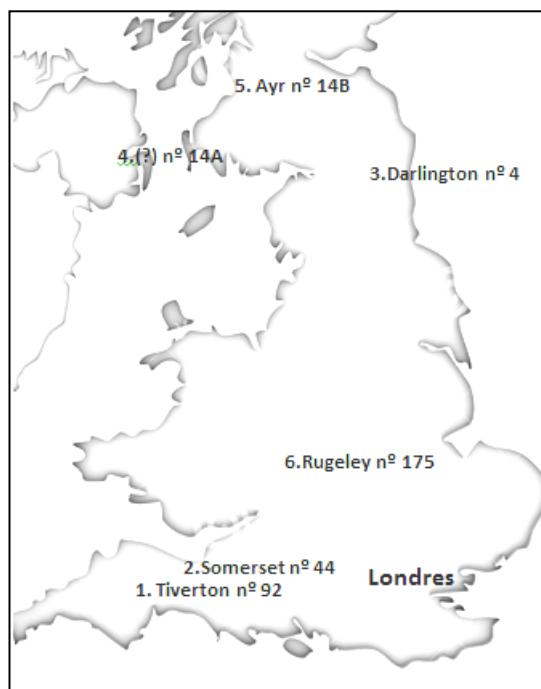 5. Ayr nº 14B
4.(?) nº 14A
3.Darlington nº 4
6.Rugeley nº 175
2.Somerset nº 44
Londres
1. Tiverton nº 92